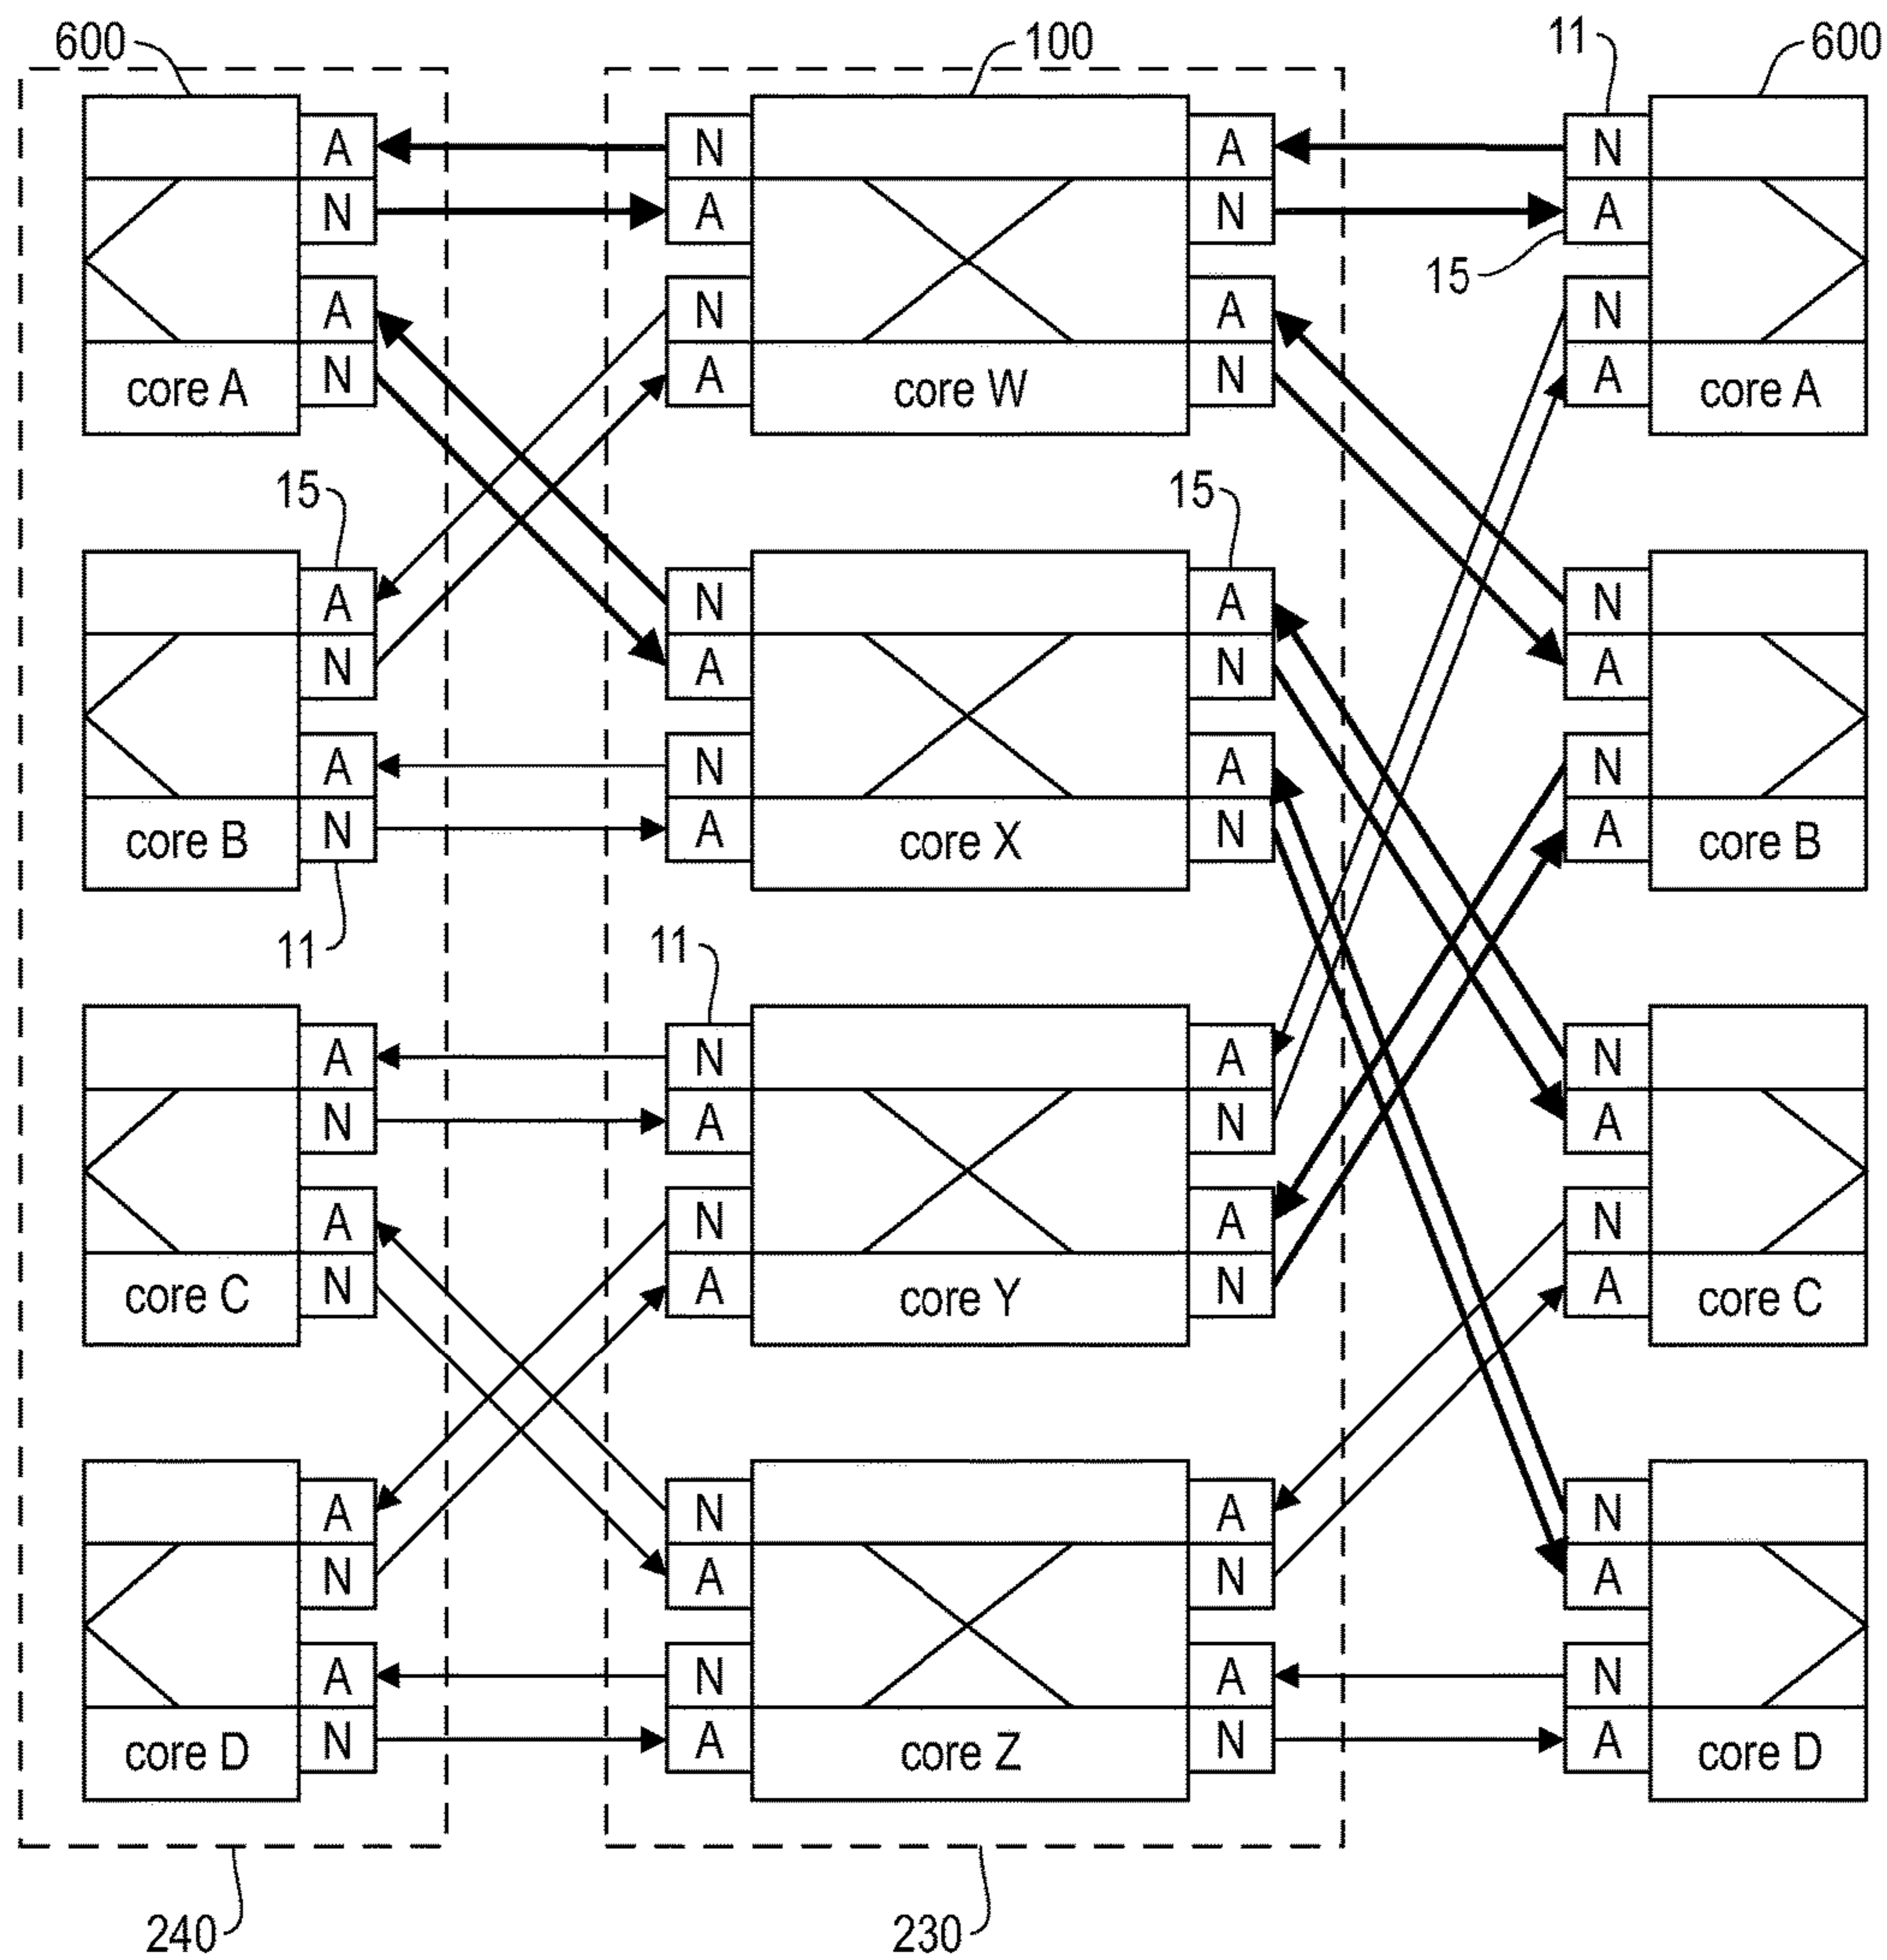 600 100 11 600
A N A N
N A N A
15
A N A N
core A N A core W N A core A
15 15
A N A N
N A N A
A N A N
core B N A core X N A core B
11 11
A N A N
N A N A
A N A N
core C N A core Y N A core C
A N A N
N A N A
A N A N
core D N A core Z N A core D
240 230